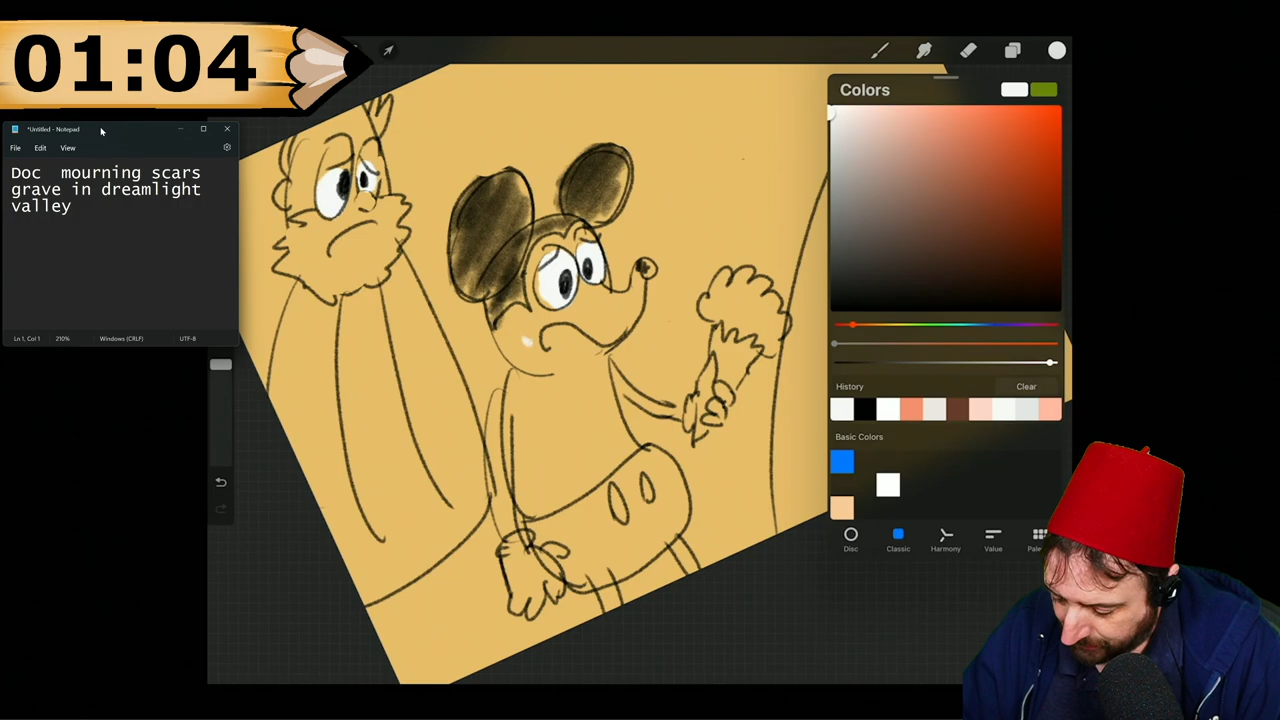 01:04
*Untitled - Notepad
File Edit View
Doc  mourning scars
grave in dreamlight
valley
Ln 1, Col 1 210% Windows (CRLF) UTF-8
Colors
History Clear
Basic Colors
Disc Classic Harmony Value